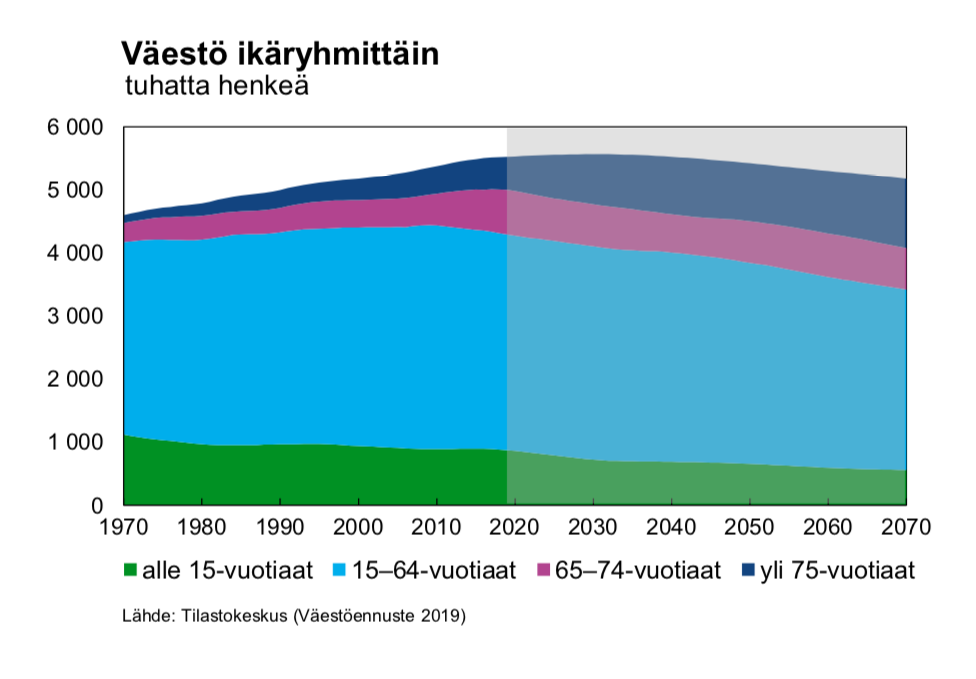 Väestö ikäryhmittäin
tuhatta henkeä
6 000
5 000
4 000
3 000
2 000
1 000
0
1970 1980 1990 2000 2010 2020 2030 2040 2050 2060 2070
alle 15-vuotiaat 15–64-vuotiaat 65–74-vuotiaat yli 75-vuotiaat
Lähde: Tilastokeskus (Väestöennuste 2019)